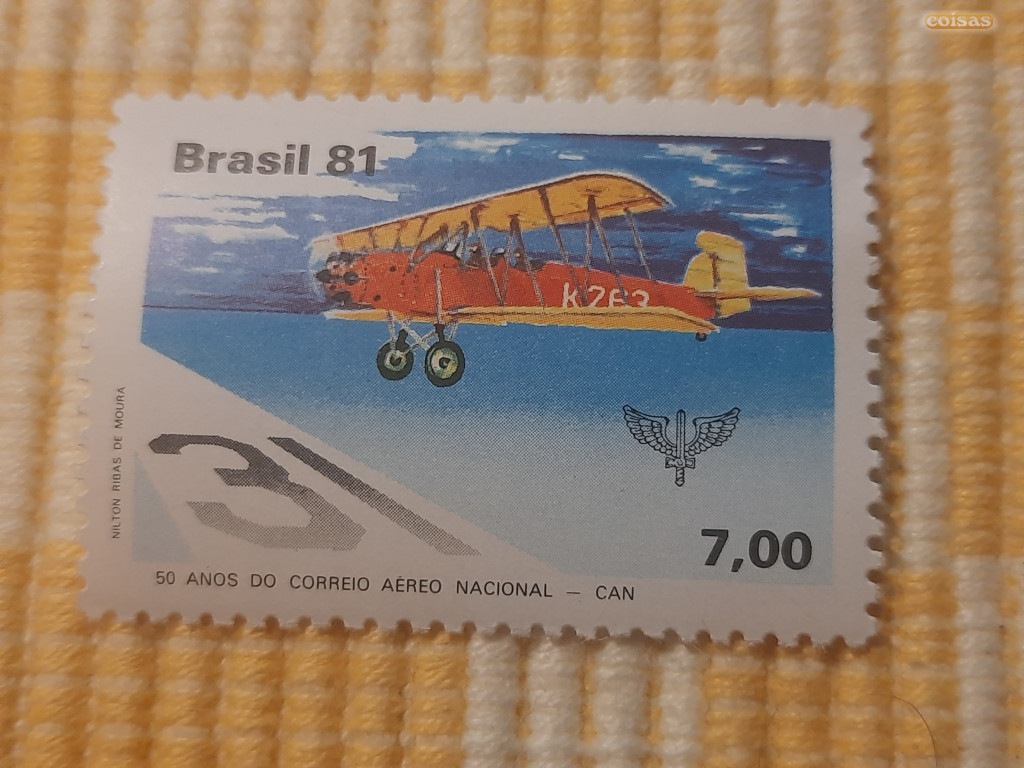 coisas
Brasil 81
K263
NILTON RIBAS DE MOURA
31
7,00
50 ANOS DO CORREIO AÉREO NACIONAL — CAN